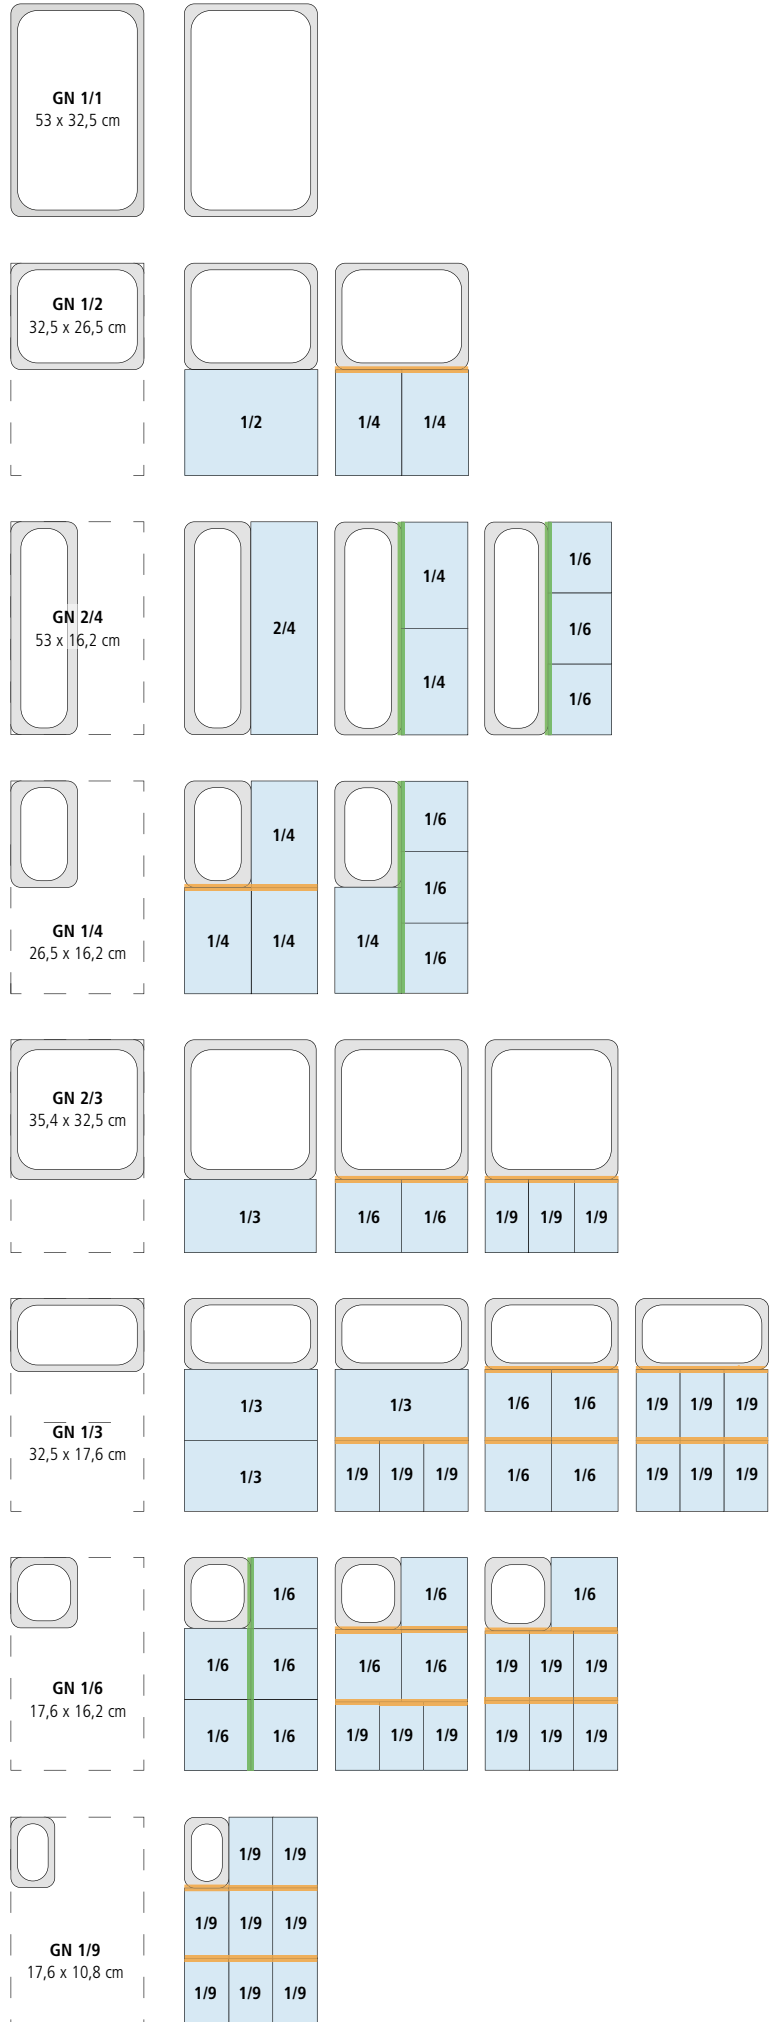 GN 1/1
53 x 32,5 cm
GN 1/2
32,5 x 26,5 cm
1/2
1/4 1/4
GN 2/4
53 x 16,2 cm
2/4
1/4
1/4
1/6
1/6
1/6
GN 1/4
26,5 x 16,2 cm
1/4
1/4 1/4
1/4
1/6
1/6
1/6
GN 2/3
35,4 x 32,5 cm
1/3
1/6 1/6
1/9 1/9 1/9
GN 1/3
32,5 x 17,6 cm
1/3
1/3
1/3
1/9 1/9 1/9
1/6 1/6
1/6 1/6
1/9 1/9 1/9
1/9 1/9 1/9
GN 1/6
17,6 x 16,2 cm
1/6
1/6 1/6
1/6 1/6
1/6
1/6 1/6
1/9 1/9 1/9
1/6
1/9 1/9 1/9
1/9 1/9 1/9
GN 1/9
17,6 x 10,8 cm
1/9 1/9
1/9 1/9 1/9
1/9 1/9 1/9